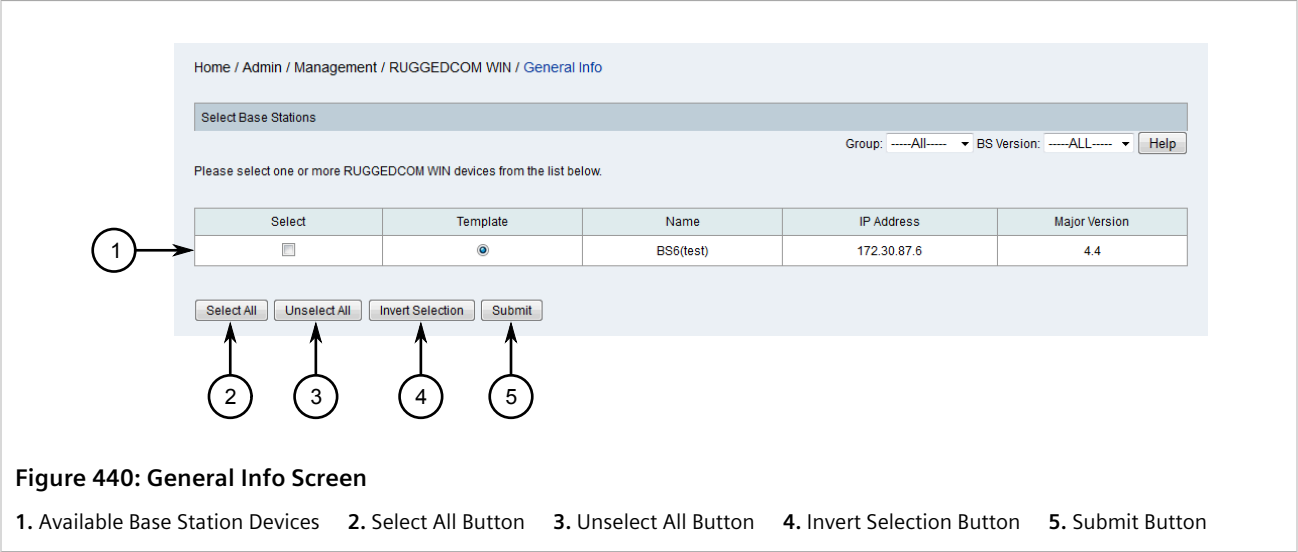 Home / Admin / Management / RUGGEDCOM WIN / General Info
Select Base Stations
Group: -----All----- BS Version: -----ALL----- Help
Please select one or more RUGGEDCOM WIN devices from the list below.
Select Template Name IP Address Major Version
1 BS6(test) 172.30.87.6 4.4
Select All Unselect All Invert Selection Submit
2 3 4 5
Figure 440: General Info Screen
1. Available Base Station Devices 2. Select All Button 3. Unselect All Button 4. Invert Selection Button 5. Submit Button